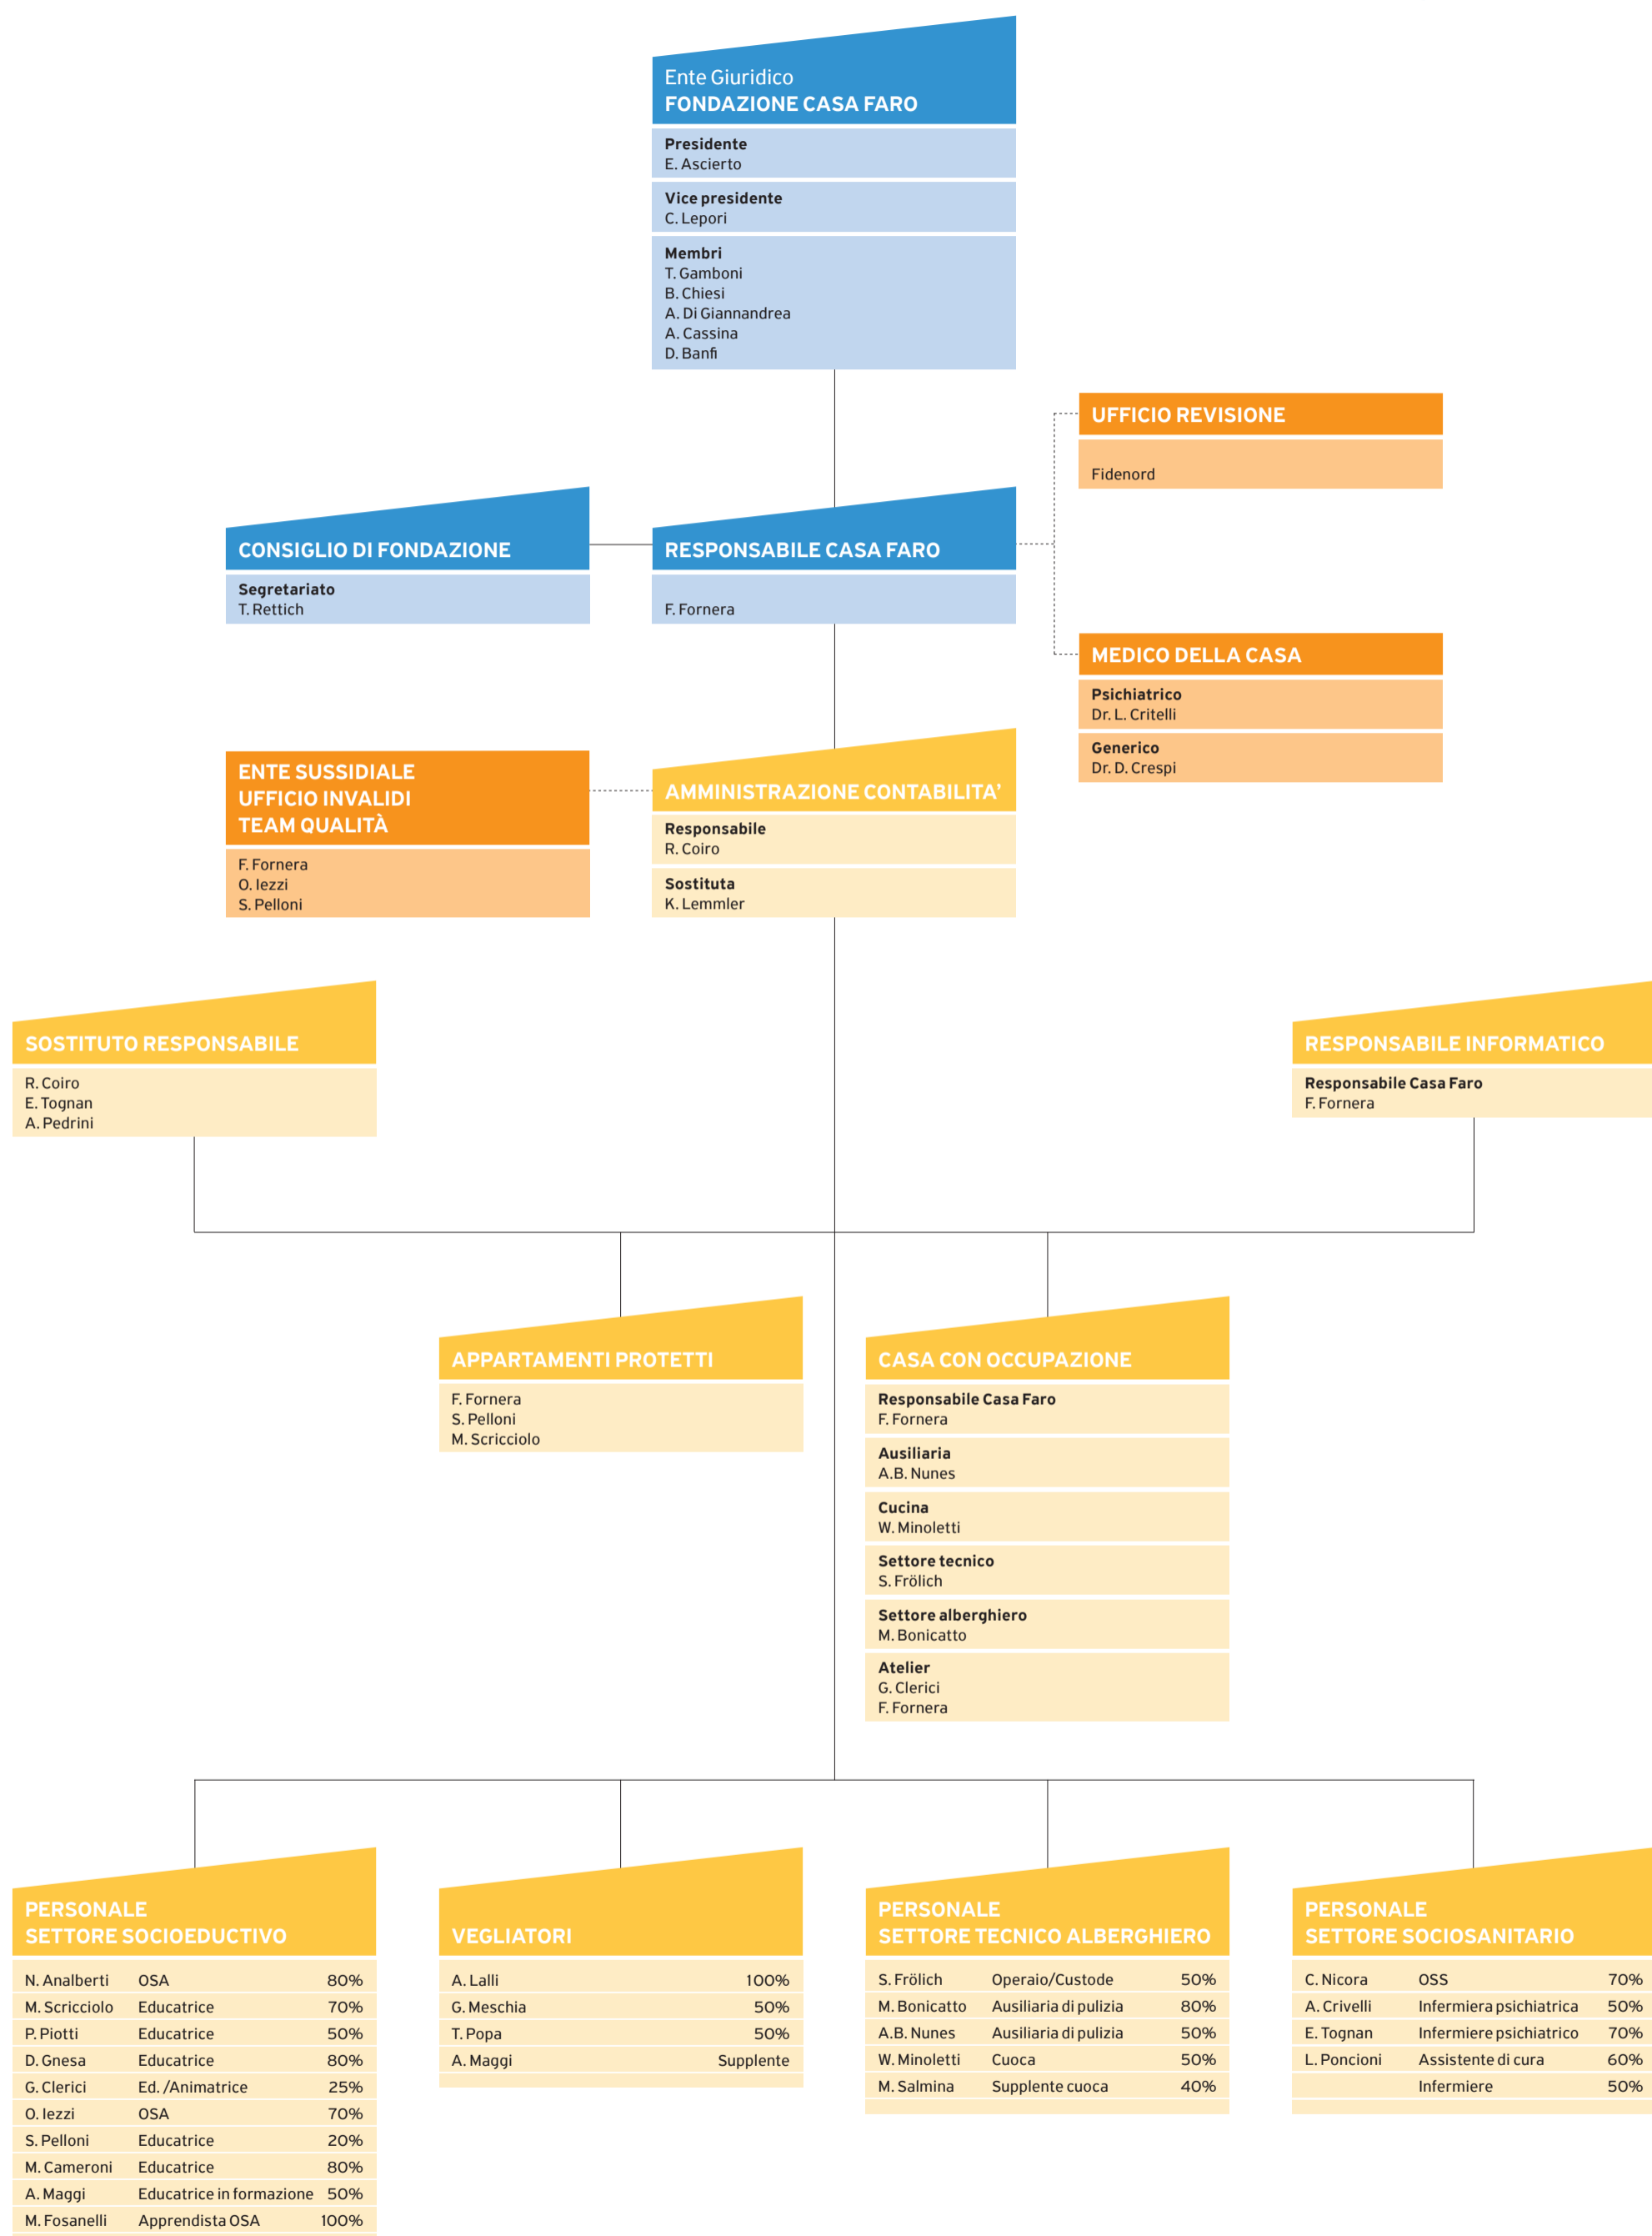 Ente Giuridico
FONDAZIONE CASA FARO
Presidente
E. Ascierto
Vice presidente
C. Lepori
Membri
T. Gamboni
B. Chiesi
A. Di Giannandrea
A. Cassina
D. Banfi
UFFICIO REVISIONE
Fidenord
CONSIGLIO DI FONDAZIONE
Segretariato
T. Rettich
RESPONSABILE CASA FARO
F. Fornera
MEDICO DELLA CASA
Psichiatrico
Dr. L. Critelli
Generico
Dr. D. Crespi
ENTE SUSSIDIALE
UFFICIO INVALIDI
TEAM QUALITÀ
F. Fornera
O. Iezzi
S. Pelloni
AMMINISTRAZIONE CONTABILITA’
Responsabile
R. Coiro
Sostituta
K. Lemmler
SOSTITUTO RESPONSABILE
R. Coiro
E. Tognan
A. Pedrini
RESPONSABILE INFORMATICO
Responsabile Casa Faro
F. Fornera
APPARTAMENTI PROTETTI
F. Fornera
S. Pelloni
M. Scricciolo
CASA CON OCCUPAZIONE
Responsabile Casa Faro
F. Fornera
Ausiliaria
A.B. Nunes
Cucina
W. Minoletti
Settore tecnico
S. Frölich
Settore alberghiero
M. Bonicatto
Atelier
G. Clerici
F. Fornera
PERSONALE
SETTORE SOCIOEDUCTIVO
N. Analberti OSA 80%
M. Scricciolo Educatrice 70%
P. Piotti Educatrice 50%
D. Gnesa Educatrice 80%
G. Clerici Ed. /Animatrice 25%
O. Iezzi OSA 70%
S. Pelloni Educatrice 20%
M. Cameroni Educatrice 80%
A. Maggi Educatrice in formazione 50%
M. Fosanelli Apprendista OSA 100%
VEGLIATORI
A. Lalli 100%
G. Meschia 50%
T. Popa 50%
A. Maggi Supplente
PERSONALE
SETTORE TECNICO ALBERGHIERO
S. Frölich Operaio/Custode 50%
M. Bonicatto Ausiliaria di pulizia 80%
A.B. Nunes Ausiliaria di pulizia 50%
W. Minoletti Cuoca 50%
M. Salmina Supplente cuoca 40%
PERSONALE
SETTORE SOCIOSANITARIO
C. Nicora OSS 70%
A. Crivelli Infermiera psichiatrica 50%
E. Tognan Infermiere psichiatrico 70%
L. Poncioni Assistente di cura 60%
Infermiere 50%